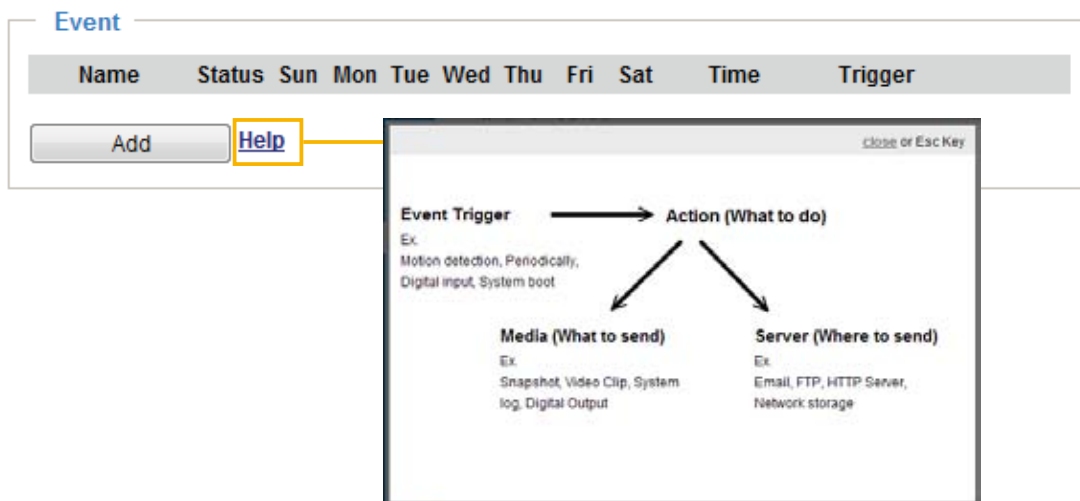 Event
Name Status Sun Mon Tue Wed Thu Fri Sat Time Trigger
Add Help
close or Esc Key
Event Trigger Action (What to do)
Ex.
Motion detection, Periodically,
Digital input, System boot
Media (What to send)
Ex.
Snapshot, Video Clip, System
log, Digital Output
Server (Where to send)
Ex.
Email, FTP, HTTP Server,
Network storage